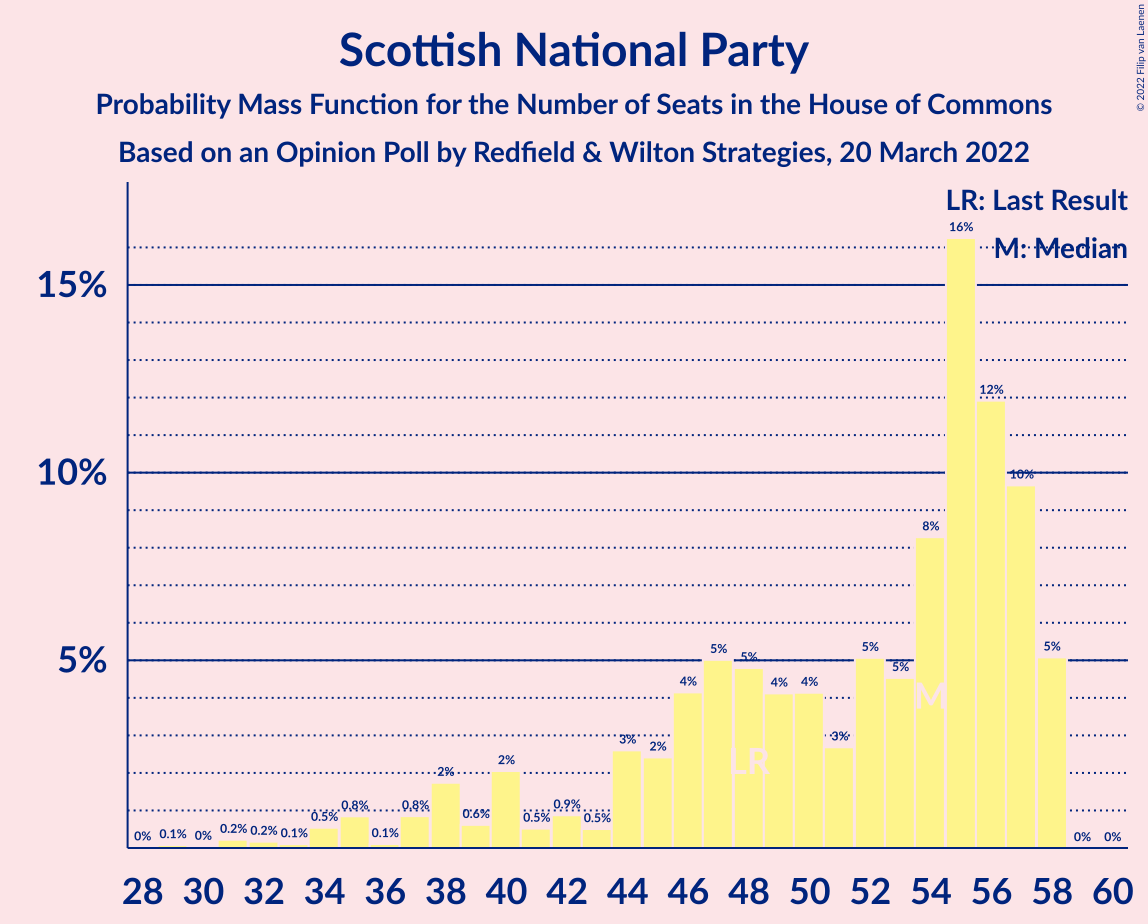 Scottish National Party
Probability Mass Function for the Number of Seats in the House of Commons
Based on an Opinion Poll by Redfield & Wilton Strategies, 20 March 2022
© 2022 Filip van Laenen
LR: Last Result
M: Median
15%
10%
5%
0% 0.1% 0% 0.2% 0.2% 0.1% 0.5% 0.8% 0.1% 0.8% 2% 0.6% 2% 0.5% 0.9% 0.5% 3% 2% 4% 5% 5% 4% 4% 3% 5% 5% 8% 16% 12% 10% 5% 0% 0%
LR
M
28 30 32 34 36 38 40 42 44 46 48 50 52 54 56 58 60